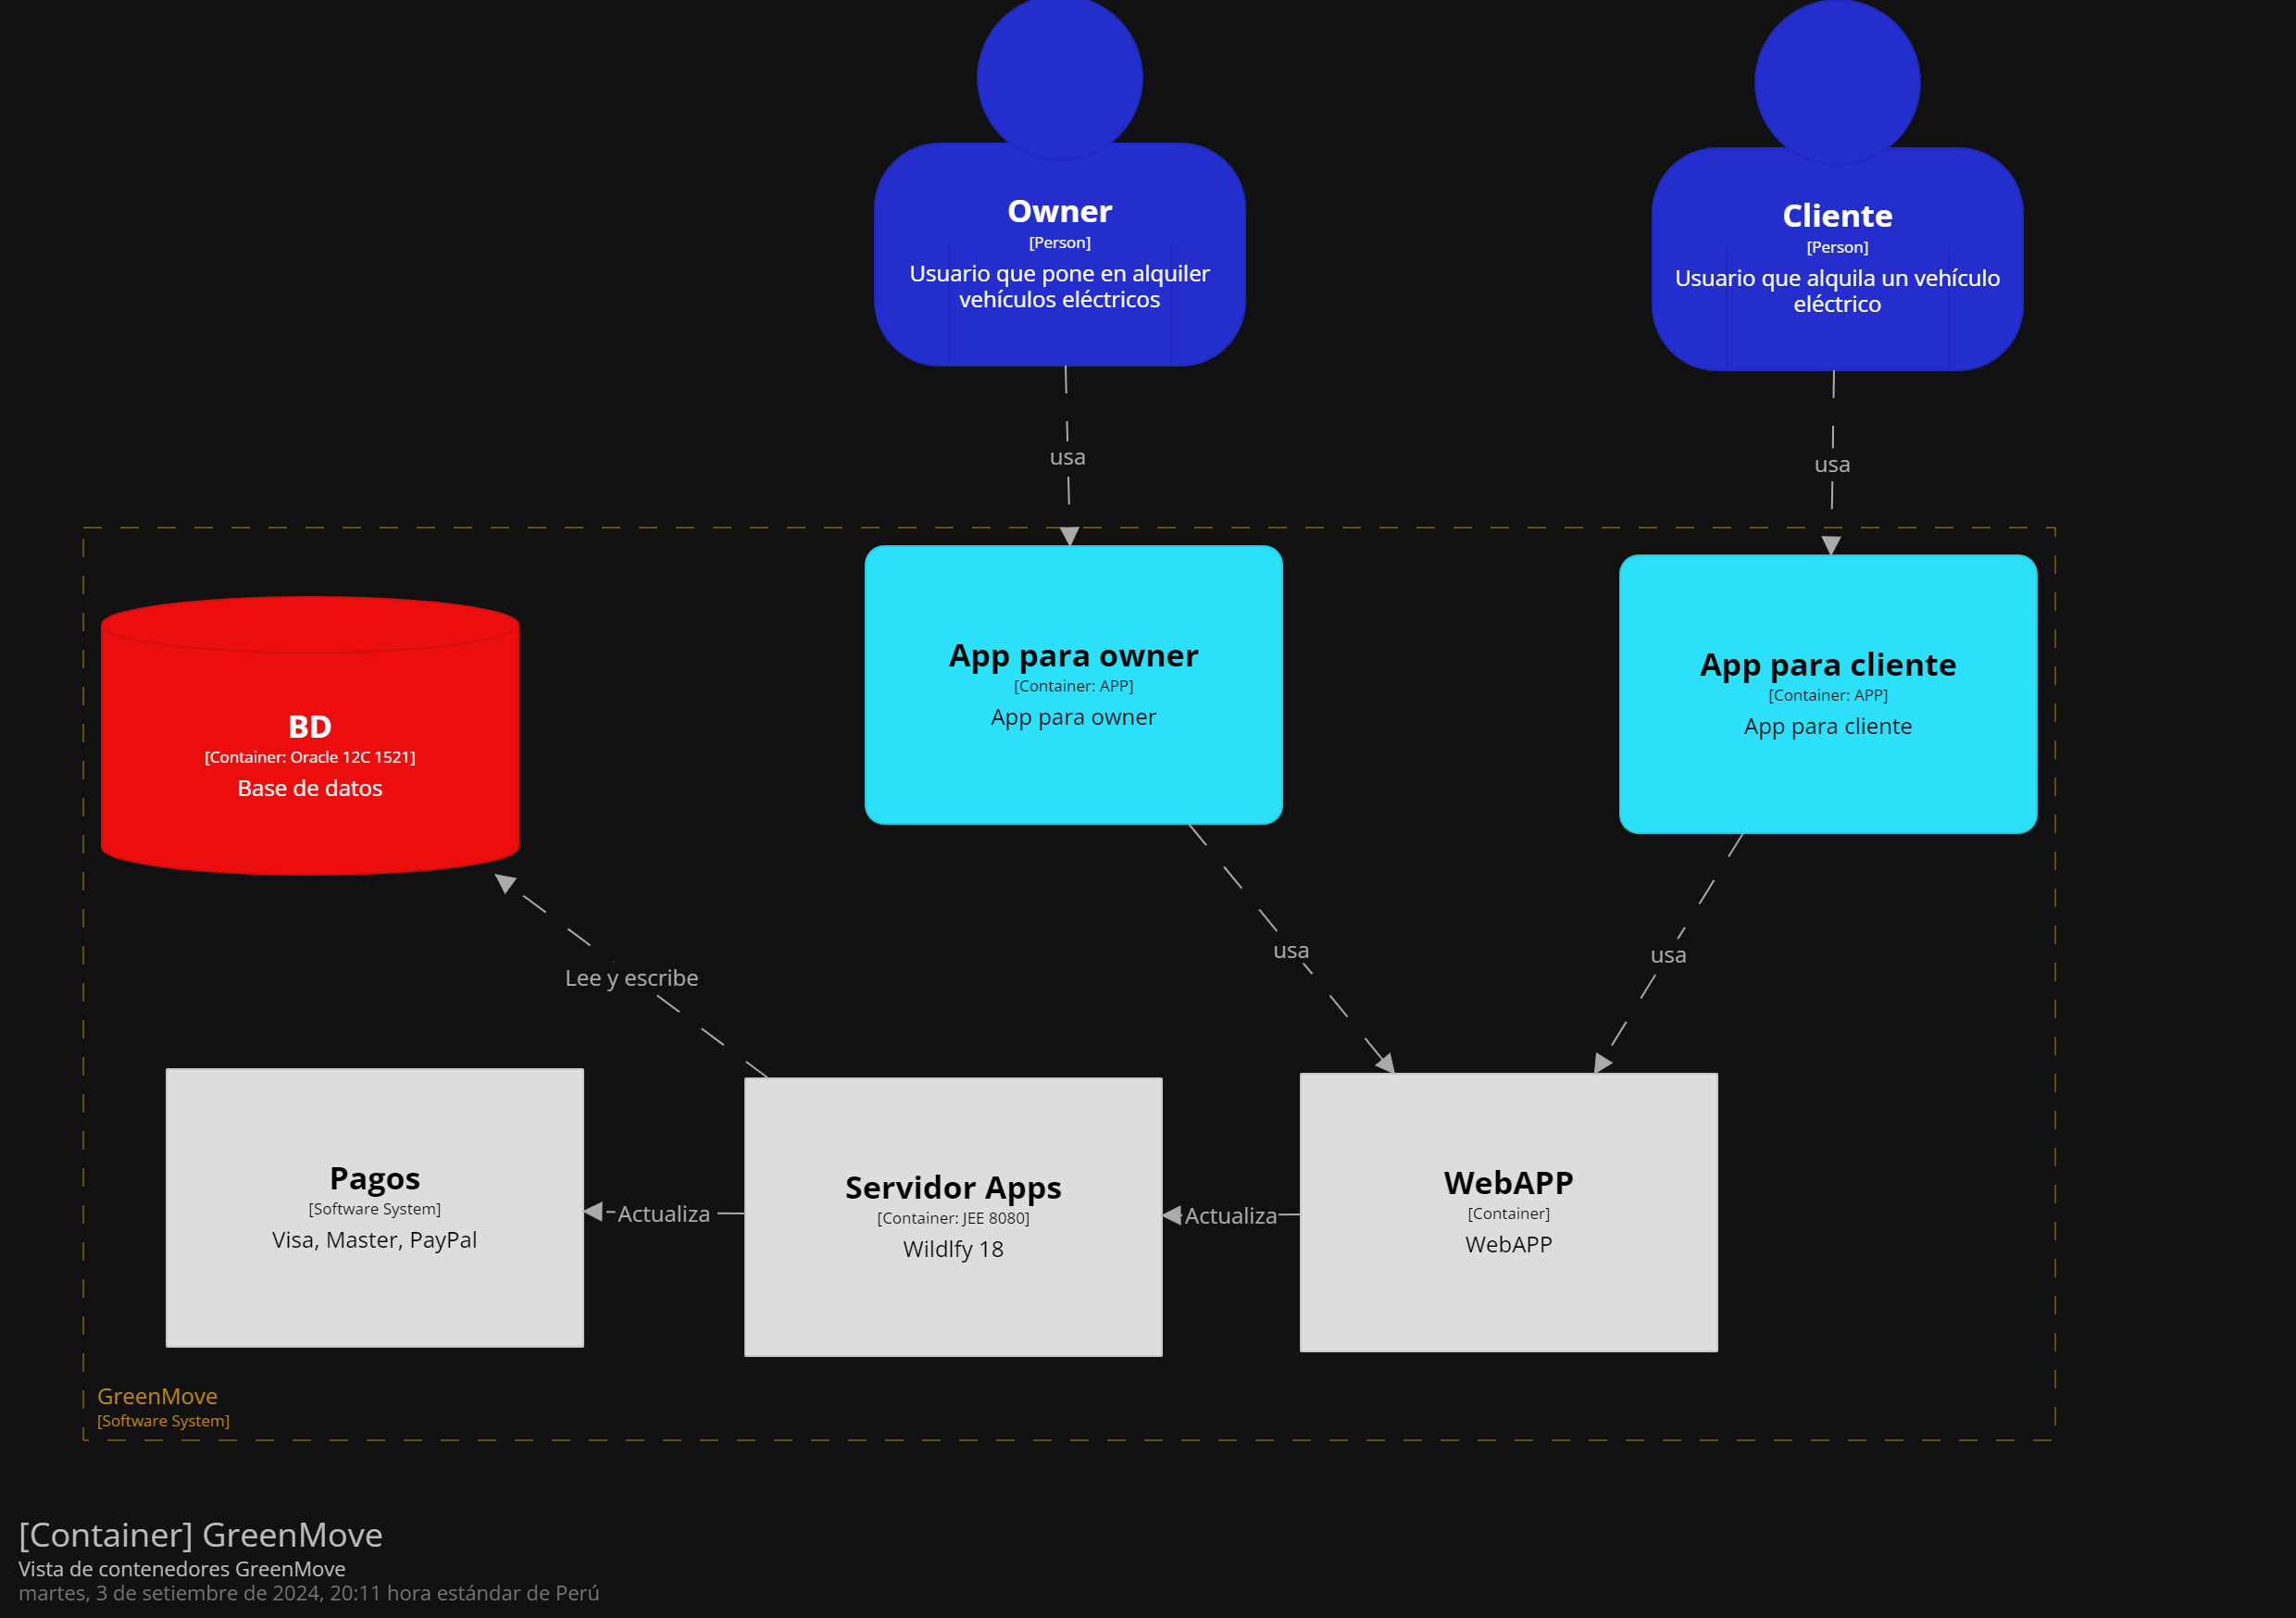 Owner
[Person]
Usuario que pone en alquiler
vehículos eléctricos
Cliente
[Person]
Usuario que alquila un vehículo
eléctrico
usa
usa
App para owner
[Container: APP]
App para owner
App para cliente
[Container: APP]
App para cliente
BD
[Container: Oracle 12C 1521]
Base de datos
usa
usa
Lee y escribe
Pagos
[Software System]
Visa, Master, PayPal
Actualiza
Servidor Apps
[Container: JEE 8080]
Wildlfy 18
Actualiza
WebAPP
[Container]
WebAPP
GreenMove
[Software System]
[Container] GreenMove
Vista de contenedores GreenMove
martes, 3 de setiembre de 2024, 20:11 hora estándar de Perú